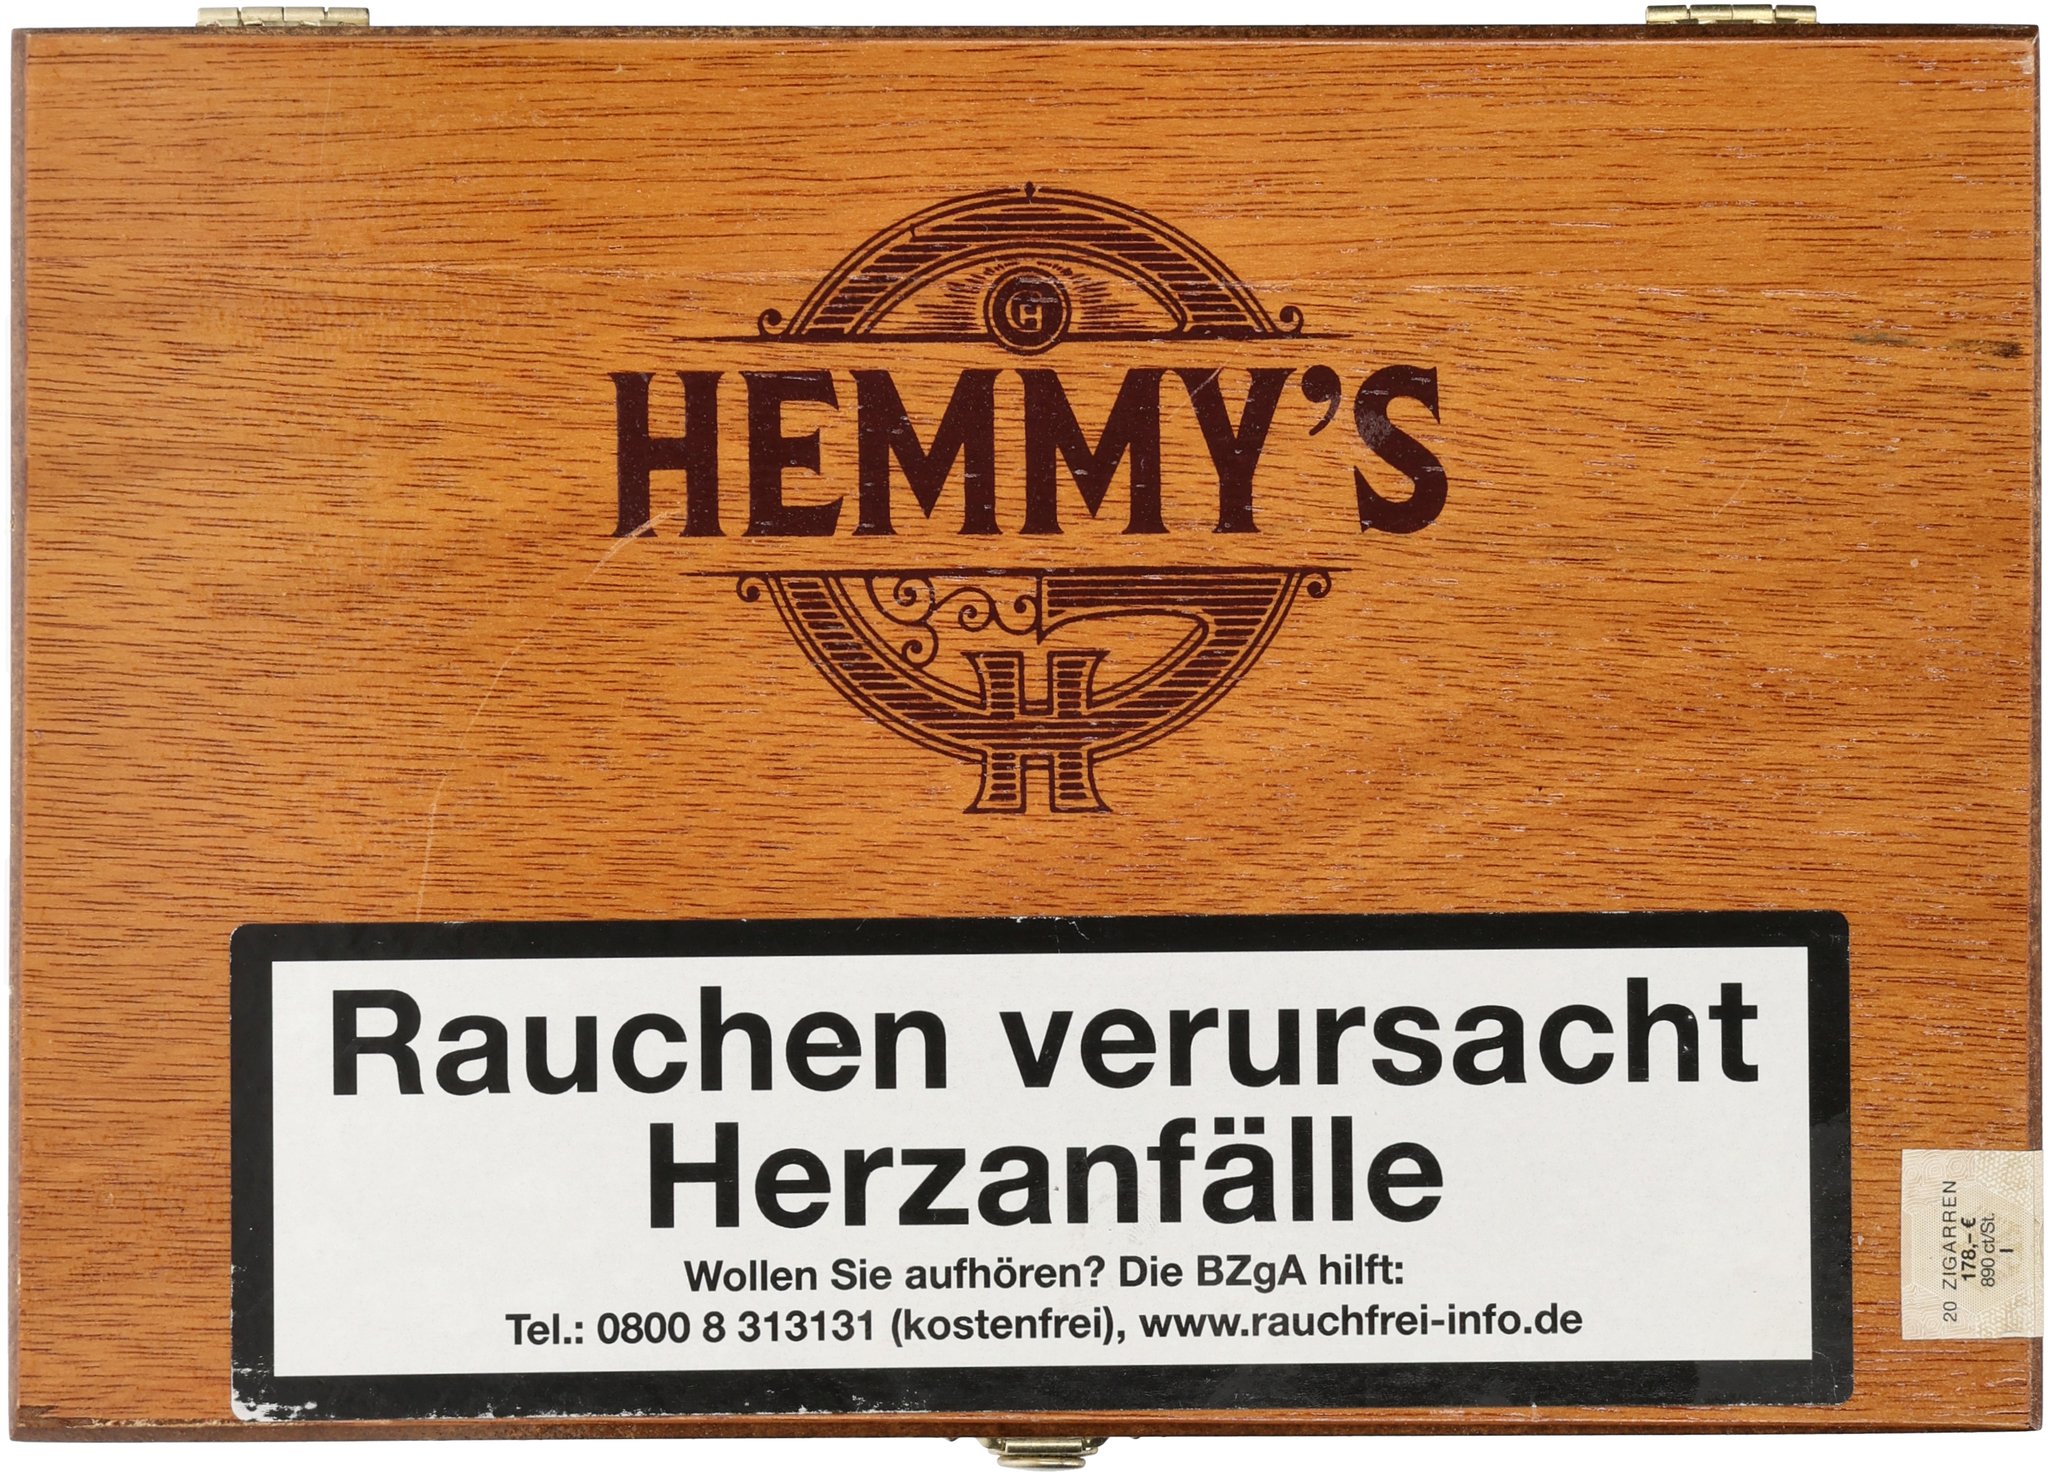 HEMMY'S
H
Rauchen verursacht
Herzanfälle
Wollen Sie aufhören? Die BZgA hilft:
Tel.: 0800 8 313131 (kostenfrei), www.rauchfrei-info.de
20 ZIGARREN
178,–€
890 ct/St.
I